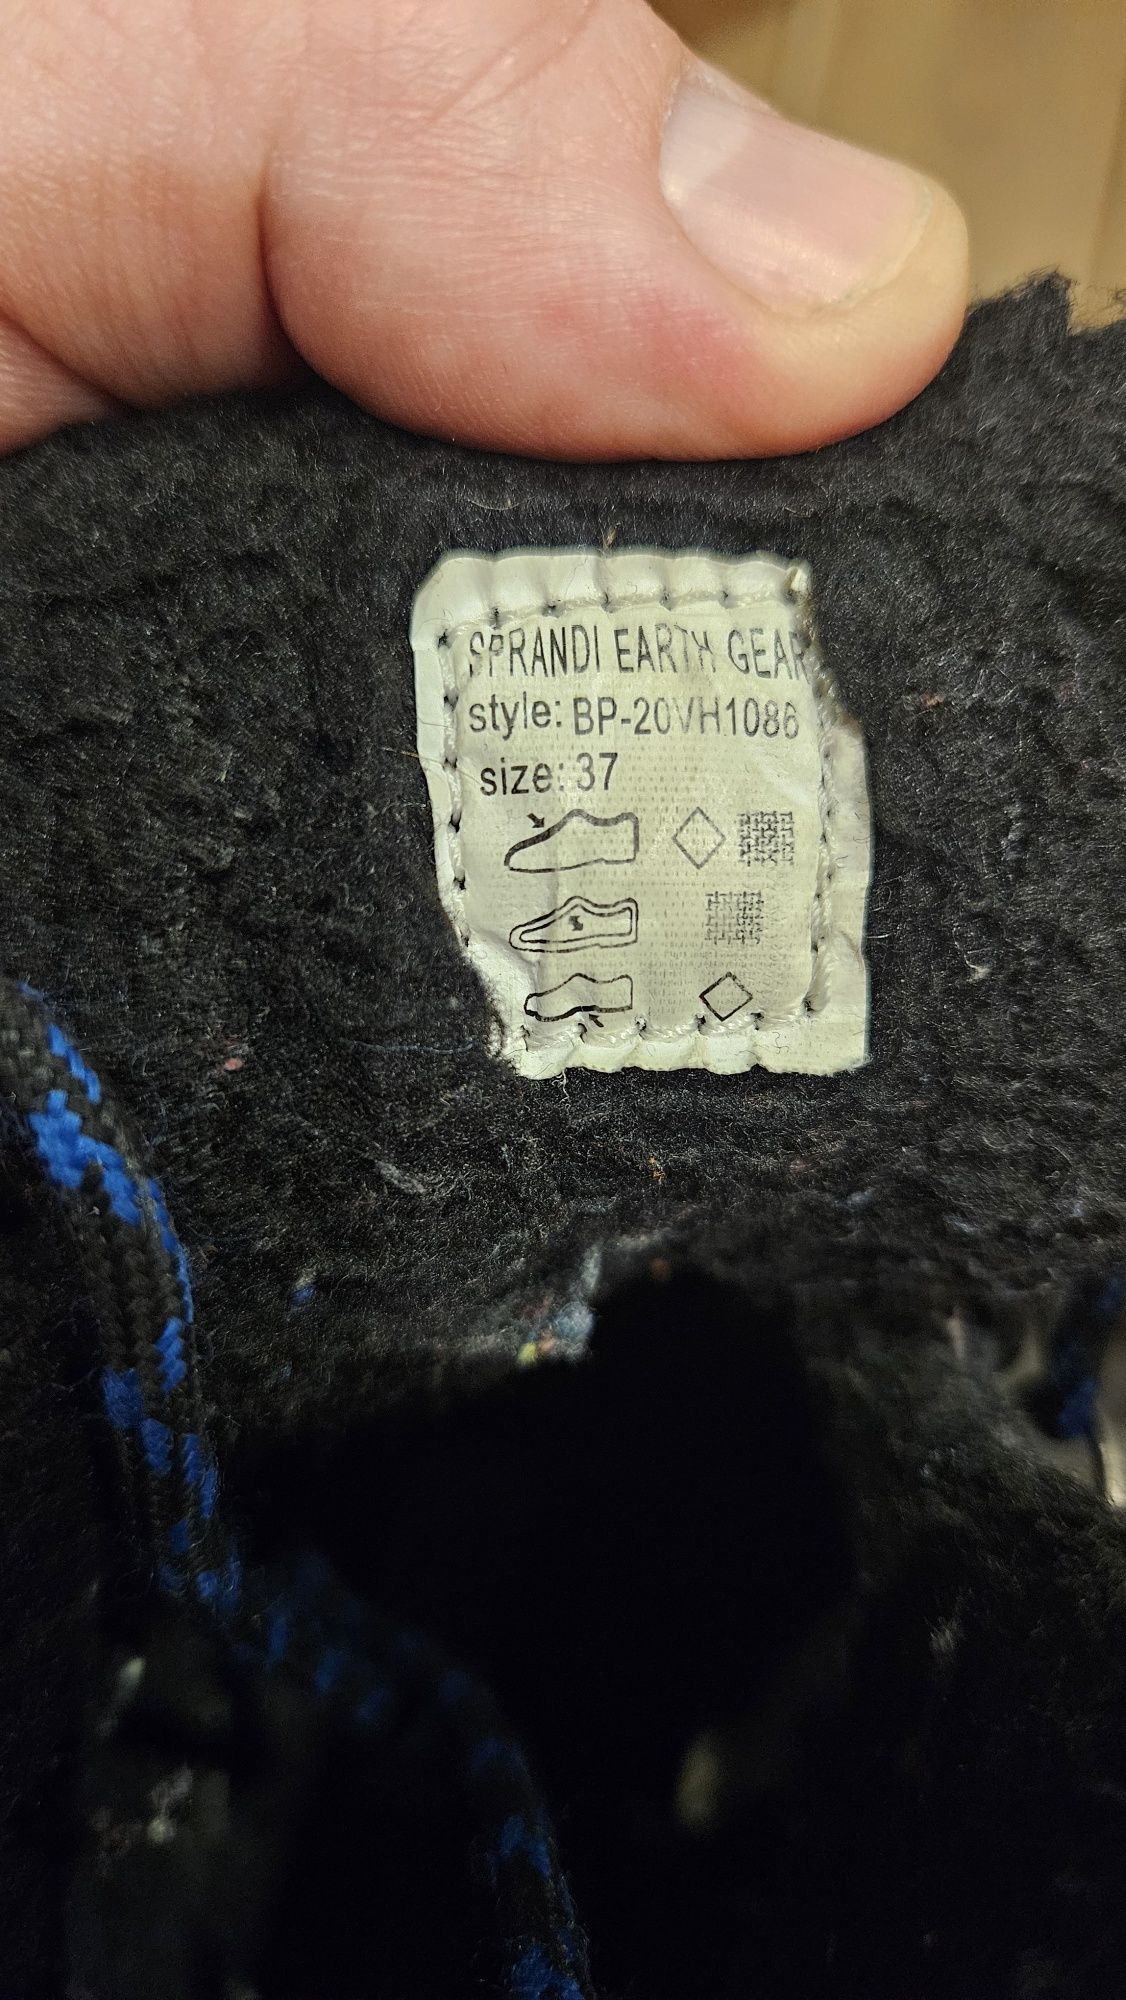 SPRANDI EARTH GEAR
style: BP-20VH1086
size: 37